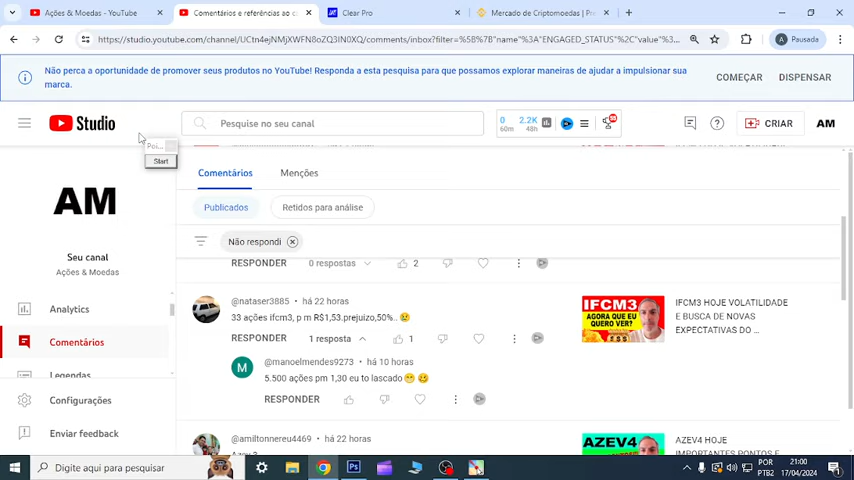 Ações & Moedas - YouTube
Comentários e referências ao c
Clear Pro
Mercado de Criptomoedas | Pre
https://studio.youtube.com/channel/UCtn4ejNMjXWFN8oZQ3IN0XQ/comments/inbox?filter=%5B%7B"name"%3A"ENGAGED_STATUS"%2C"value"%...
A Pausada
Não perca a oportunidade de promover seus produtos no YouTube! Responda a esta pesquisa para que possamos explorar maneiras de ajudar a impulsionar sua
marca.
COMEÇAR
DISPENSAR
Studio
Pesquise no seu canal
0 2.2K
60m 48h
CRIAR
AM
Poi...
Start
Comentários
Menções
Publicados
Retidos para análise
Não respondi
AM
Seu canal
Ações & Moedas
Analytics
Comentários
Legendas
Configurações
Enviar feedback
RESPONDER 0 respostas 2
@nataser3885 • há 22 horas
33 ações ifcm3, p m R$1,53.prejuizo,50%.. 😢
RESPONDER 1 resposta 1
M
@manoelmendes9273 • há 10 horas
5.500 ações pm 1,30 eu to lascado 😁🥴
RESPONDER
@amiltonnereu4469 • há 22 horas
IFCM3
AGORA QUE EU
QUERO VER?
$$$
IFCM3 HOJE VOLATILIDADE
E BUSCA DE NOVAS
EXPECTATIVAS DO ...
AZEV4
AZEV4 HOJE
IMPORTANTES PONTOS E
Digite aqui para pesquisar
POR
PTB2
21:00
17/04/2024